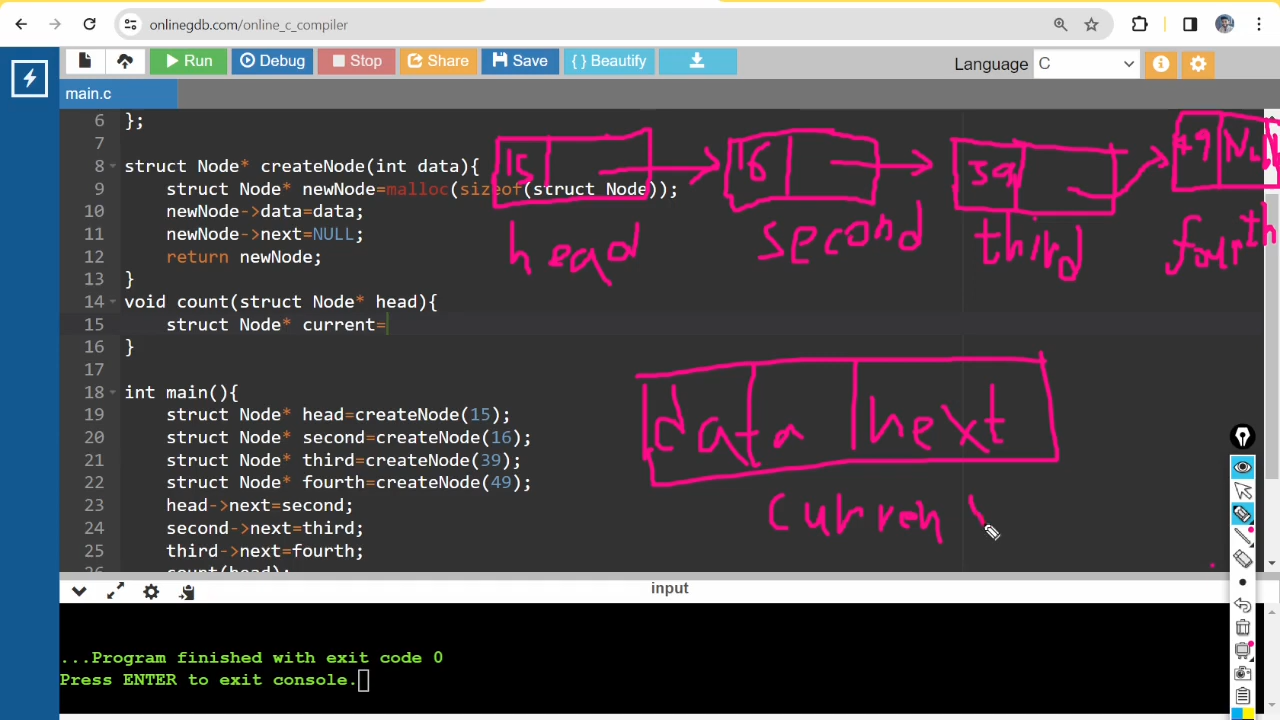 onlinegdb.com/online_c_compiler
Run Debug Stop Share Save { } Beautify Language C
main.c
6 };
7
8 struct Node* createNode(int data){
9 struct Node* newNode=malloc(sizeof(struct Node));
10 newNode->data=data;
11 newNode->next=NULL;
12 return newNode;
13 }
14 void count(struct Node* head){
15 struct Node* current=
16 }
17
18 int main(){
19 struct Node* head=createNode(15);
20 struct Node* second=createNode(16);
21 struct Node* third=createNode(39);
22 struct Node* fourth=createNode(49);
23 head->next=second;
24 second->next=third;
25 third->next=fourth;
26 count(head);
15 16 39 49
head second third fourth
data next
curren
input
...Program finished with exit code 0
Press ENTER to exit console.